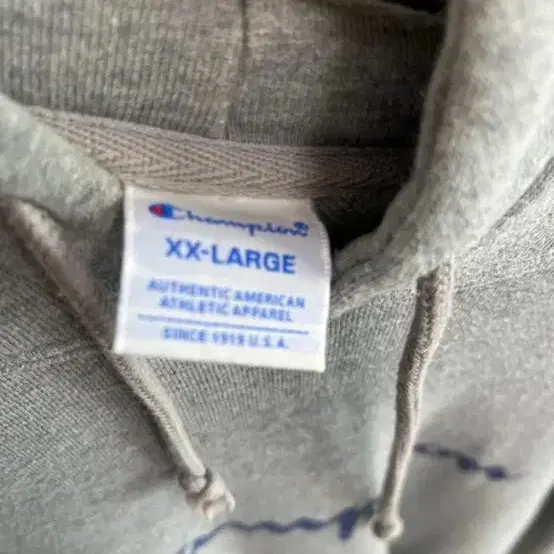 Champion
XX-LARGE
AUTHENTIC AMERICAN
ATHLETIC APPAREL
SINCE 1919 U.S.A.